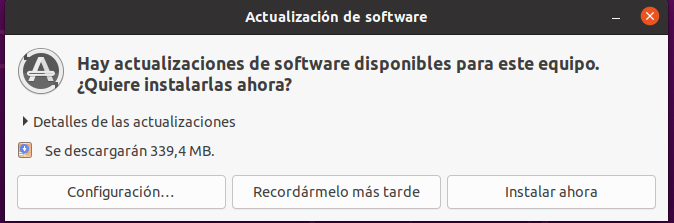 Actualización de software
Hay actualizaciones de software disponibles para este equipo.
¿Quiere instalarlas ahora?
Detalles de las actualizaciones
Se descargarán 339,4 MB.
Configuración...
Recordármelo más tarde
Instalar ahora